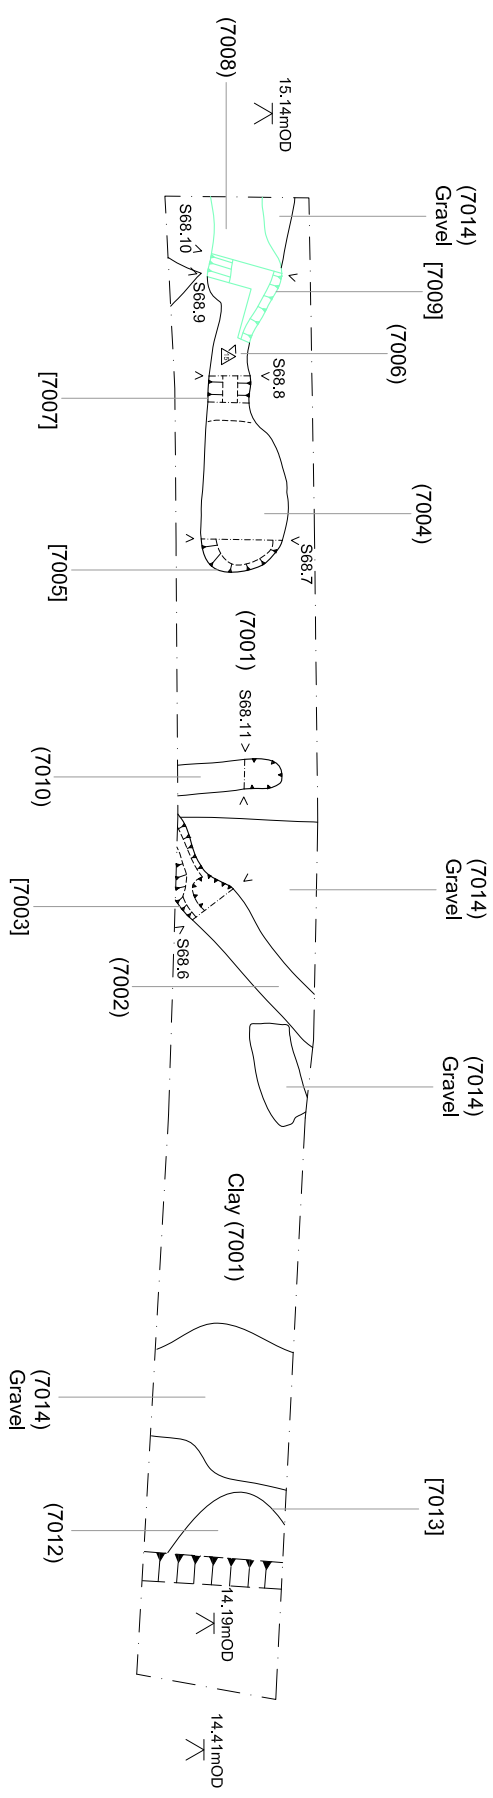 (7008)
15.14mOD
(7014)
Gravel
S68.10
[7009]
S68.9
(7006)
15
S68.8
[7007]
(7004)
S68.7
[7005]
(7001)
S68.11
(7010)
(7014)
Gravel
[7003]
S68.6
(7002)
(7014)
Gravel
Clay (7001)
(7014)
Gravel
[7013]
(7012)
14.19mOD
14.41mOD